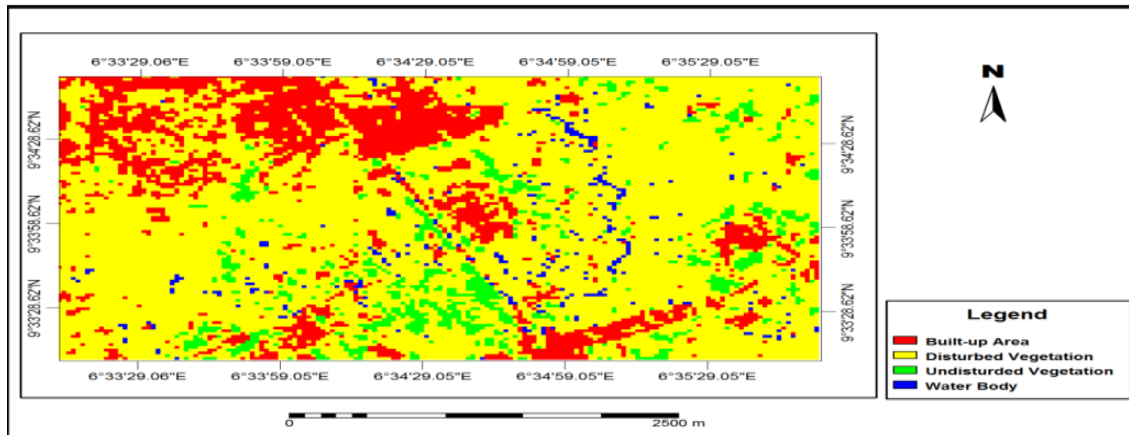 6°33'29.06"E 6°33'59.05"E 6°34'29.05"E 6°34'59.05"E 6°35'29.05"E
N
9°34'28.62"N 9°34'28.62"N
9°33'58.62"N 9°33'58.62"N
9°33'28.62"N 9°33'28.62"N
6°33'29.06"E 6°33'59.05"E 6°34'29.05"E 6°34'59.05"E 6°35'29.05"E
Legend
Built-up Area
Disturbed Vegetation
Undisturded Vegetation
Water Body
0 2500 m